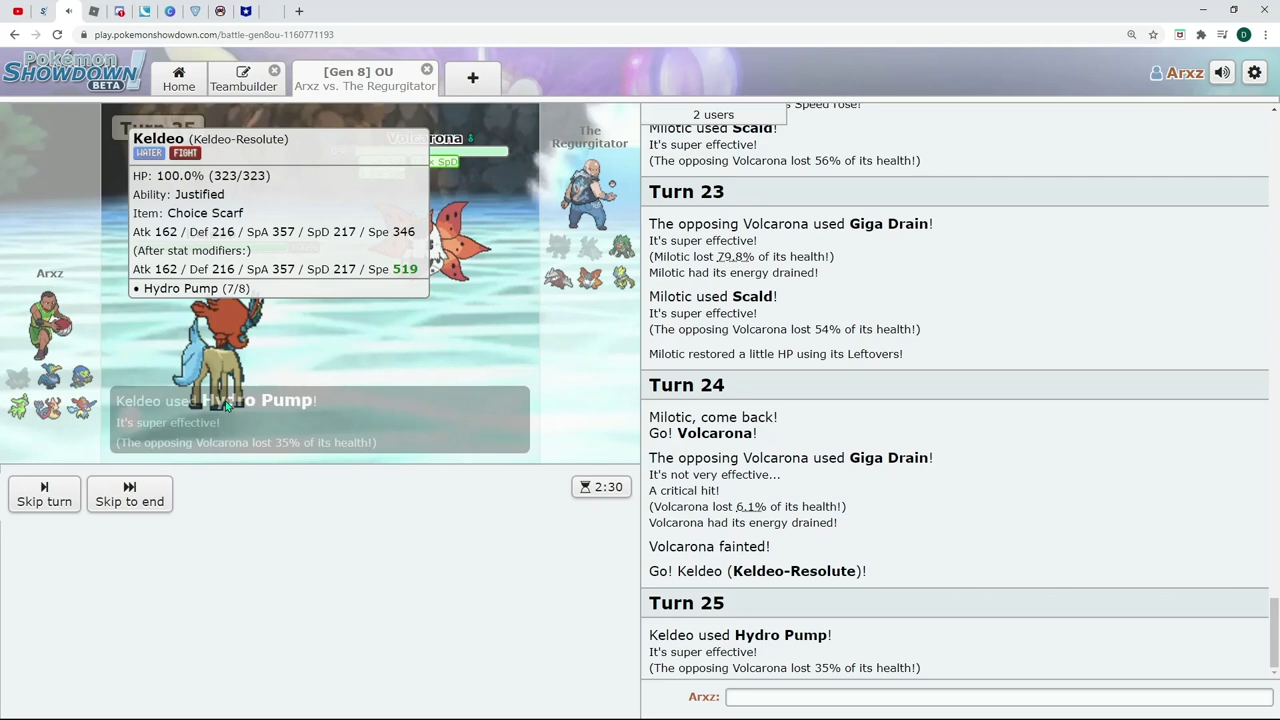 play.pokemonshowdown.com/battle-gen8ou-1160771193
D
Pokémon
SHOWDOWN!
BETA
Home
Teambuilder
[Gen 8] OU
Arxz vs. The Regurgitator
Arxz
Turn 25
Keldeo (Keldeo-Resolute)
WATER FIGHT
HP: 100.0% (323/323)
Ability: Justified
Item: Choice Scarf
Atk 162 / Def 216 / SpA 357 / SpD 217 / Spe 346
(After stat modifiers:)
Atk 162 / Def 216 / SpA 357 / SpD 217 / Spe 519
• Hydro Pump (7/8)
Volcarona
SpD
The
Regurgitator
Arxz
Keldeo used Hydro Pump!
It's super effective!
(The opposing Volcarona lost 35% of its health!)
Skip turn
Skip to end
2:30
2 users
s Speed rose!
Milotic used Scald!
It's super effective!
(The opposing Volcarona lost 56% of its health!)
Turn 23
The opposing Volcarona used Giga Drain!
It's super effective!
(Milotic lost 79.8% of its health!)
Milotic had its energy drained!
Milotic used Scald!
It's super effective!
(The opposing Volcarona lost 54% of its health!)
Milotic restored a little HP using its Leftovers!
Turn 24
Milotic, come back!
Go! Volcarona!
The opposing Volcarona used Giga Drain!
It's not very effective...
A critical hit!
(Volcarona lost 6.1% of its health!)
Volcarona had its energy drained!
Volcarona fainted!
Go! Keldeo (Keldeo-Resolute)!
Turn 25
Keldeo used Hydro Pump!
It's super effective!
(The opposing Volcarona lost 35% of its health!)
Arxz: